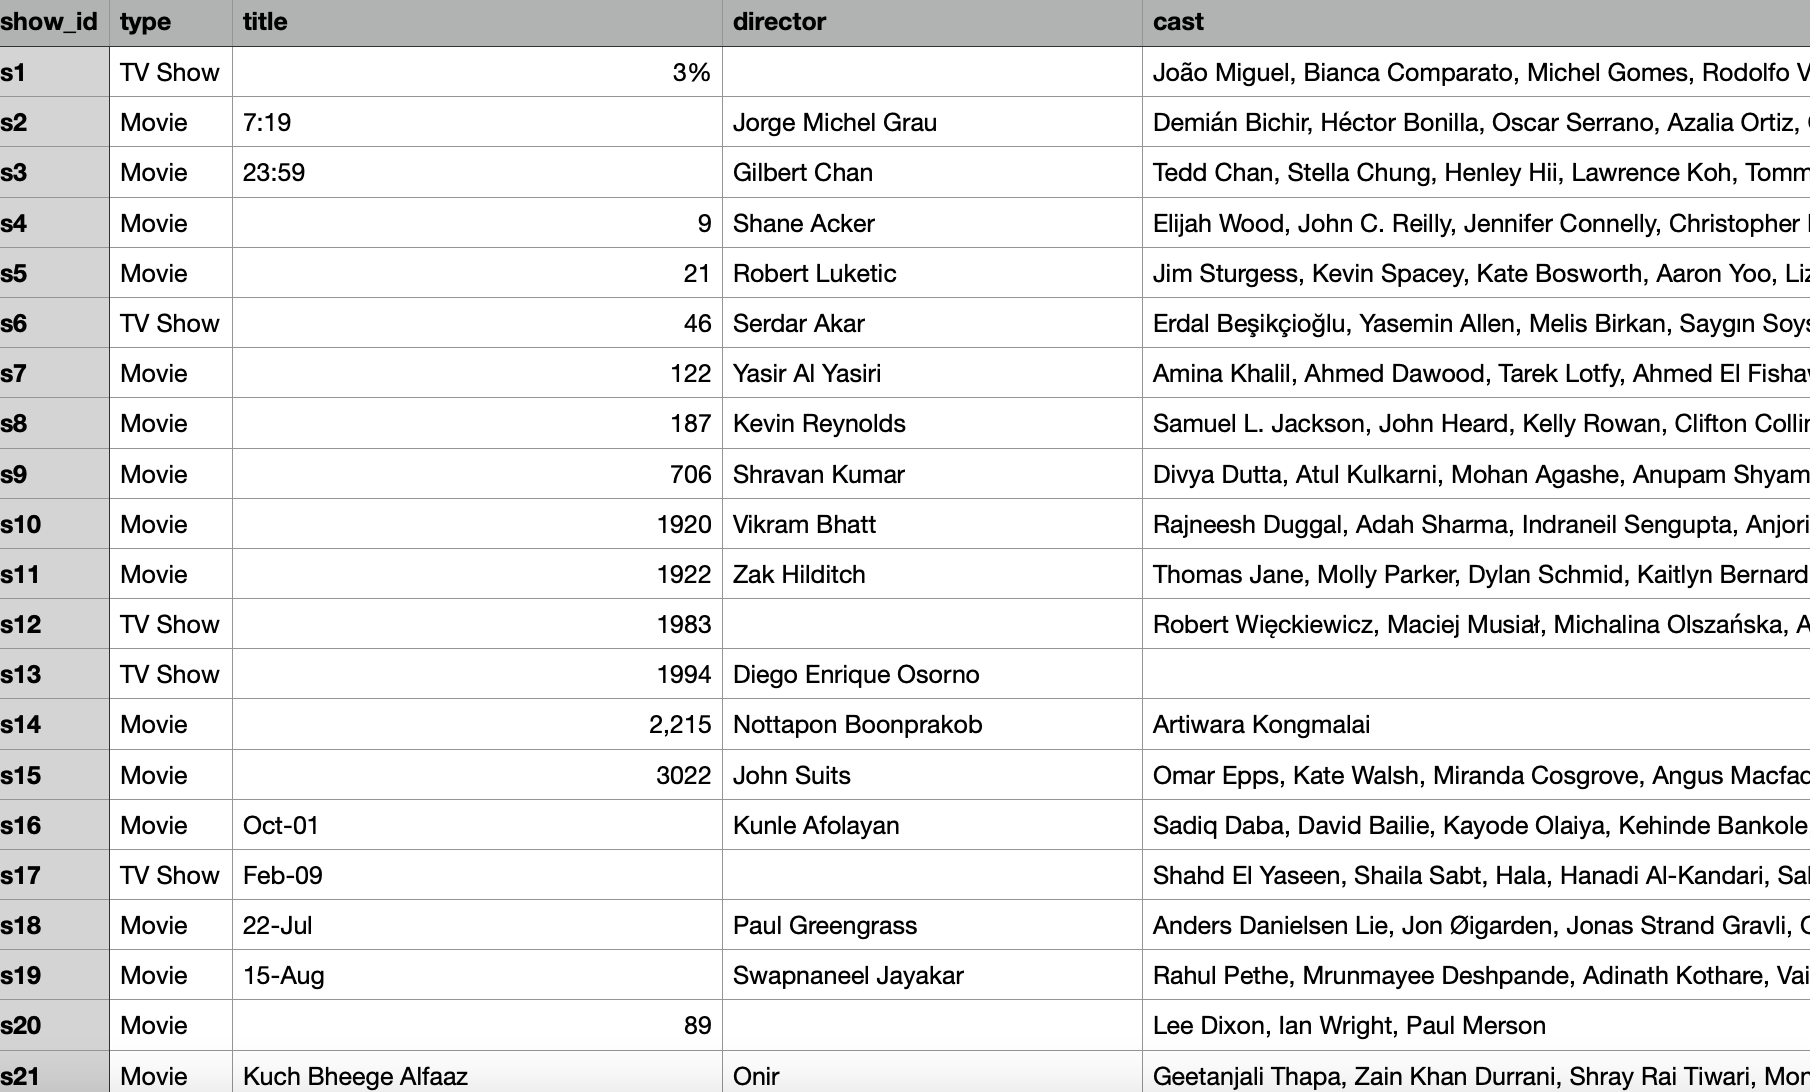 show_id type title director cast
s1 TV Show 3% João Miguel, Bianca Comparato, Michel Gomes, Rodolfo V
s2 Movie 7:19 Jorge Michel Grau Demián Bichir, Héctor Bonilla, Oscar Serrano, Azalia Ortiz,
s3 Movie 23:59 Gilbert Chan Tedd Chan, Stella Chung, Henley Hii, Lawrence Koh, Tomm
s4 Movie 9 Shane Acker Elijah Wood, John C. Reilly, Jennifer Connelly, Christopher
s5 Movie 21 Robert Luketic Jim Sturgess, Kevin Spacey, Kate Bosworth, Aaron Yoo, Liz
s6 TV Show 46 Serdar Akar Erdal Beşikçioğlu, Yasemin Allen, Melis Birkan, Saygın Soys
s7 Movie 122 Yasir Al Yasiri Amina Khalil, Ahmed Dawood, Tarek Lotfy, Ahmed El Fishaw
s8 Movie 187 Kevin Reynolds Samuel L. Jackson, John Heard, Kelly Rowan, Clifton Collin
s9 Movie 706 Shravan Kumar Divya Dutta, Atul Kulkarni, Mohan Agashe, Anupam Shyam
s10 Movie 1920 Vikram Bhatt Rajneesh Duggal, Adah Sharma, Indraneil Sengupta, Anjori
s11 Movie 1922 Zak Hilditch Thomas Jane, Molly Parker, Dylan Schmid, Kaitlyn Bernard
s12 TV Show 1983 Robert Więckiewicz, Maciej Musiał, Michalina Olszańska, A
s13 TV Show 1994 Diego Enrique Osorno
s14 Movie 2,215 Nottapon Boonprakob Artiwara Kongmalai
s15 Movie 3022 John Suits Omar Epps, Kate Walsh, Miranda Cosgrove, Angus Macfad
s16 Movie Oct-01 Kunle Afolayan Sadiq Daba, David Bailie, Kayode Olaiya, Kehinde Bankole
s17 TV Show Feb-09 Shahd El Yaseen, Shaila Sabt, Hala, Hanadi Al-Kandari, Sal
s18 Movie 22-Jul Paul Greengrass Anders Danielsen Lie, Jon Øigarden, Jonas Strand Gravli,
s19 Movie 15-Aug Swapnaneel Jayakar Rahul Pethe, Mrunmayee Deshpande, Adinath Kothare, Vai
s20 Movie 89 Lee Dixon, Ian Wright, Paul Merson
s21 Movie Kuch Bheege Alfaaz Onir Geetanjali Thapa, Zain Khan Durrani, Shray Rai Tiwari, Mon